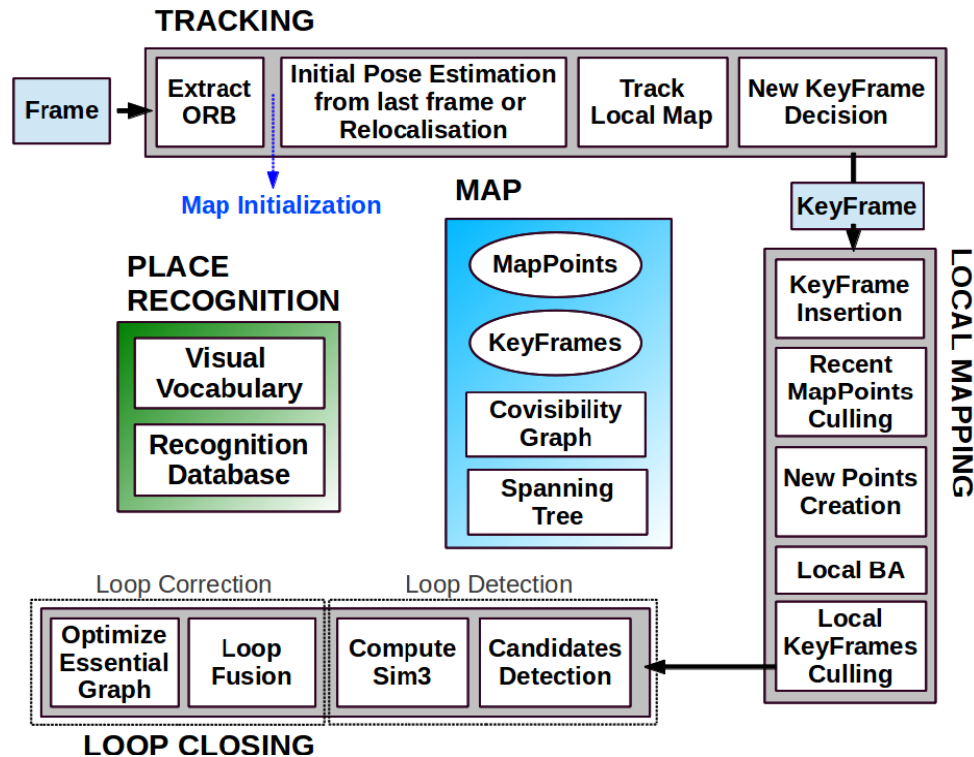 TRACKING
Frame
Extract
ORB
Initial Pose Estimation
from last frame or
Relocalisation
Track
Local Map
New KeyFrame
Decision
Map Initialization
KeyFrame
MAP
MapPoints
KeyFrames
Covisibility
Graph
Spanning
Tree
PLACE
RECOGNITION
Visual
Vocabulary
Recognition
Database
LOCAL MAPPING
KeyFrame
Insertion
Recent
MapPoints
Culling
New Points
Creation
Local BA
Local
KeyFrames
Culling
Loop Correction
Loop Detection
Optimize
Essential
Graph
Loop
Fusion
Compute
Sim3
Candidates
Detection
LOOP CLOSING